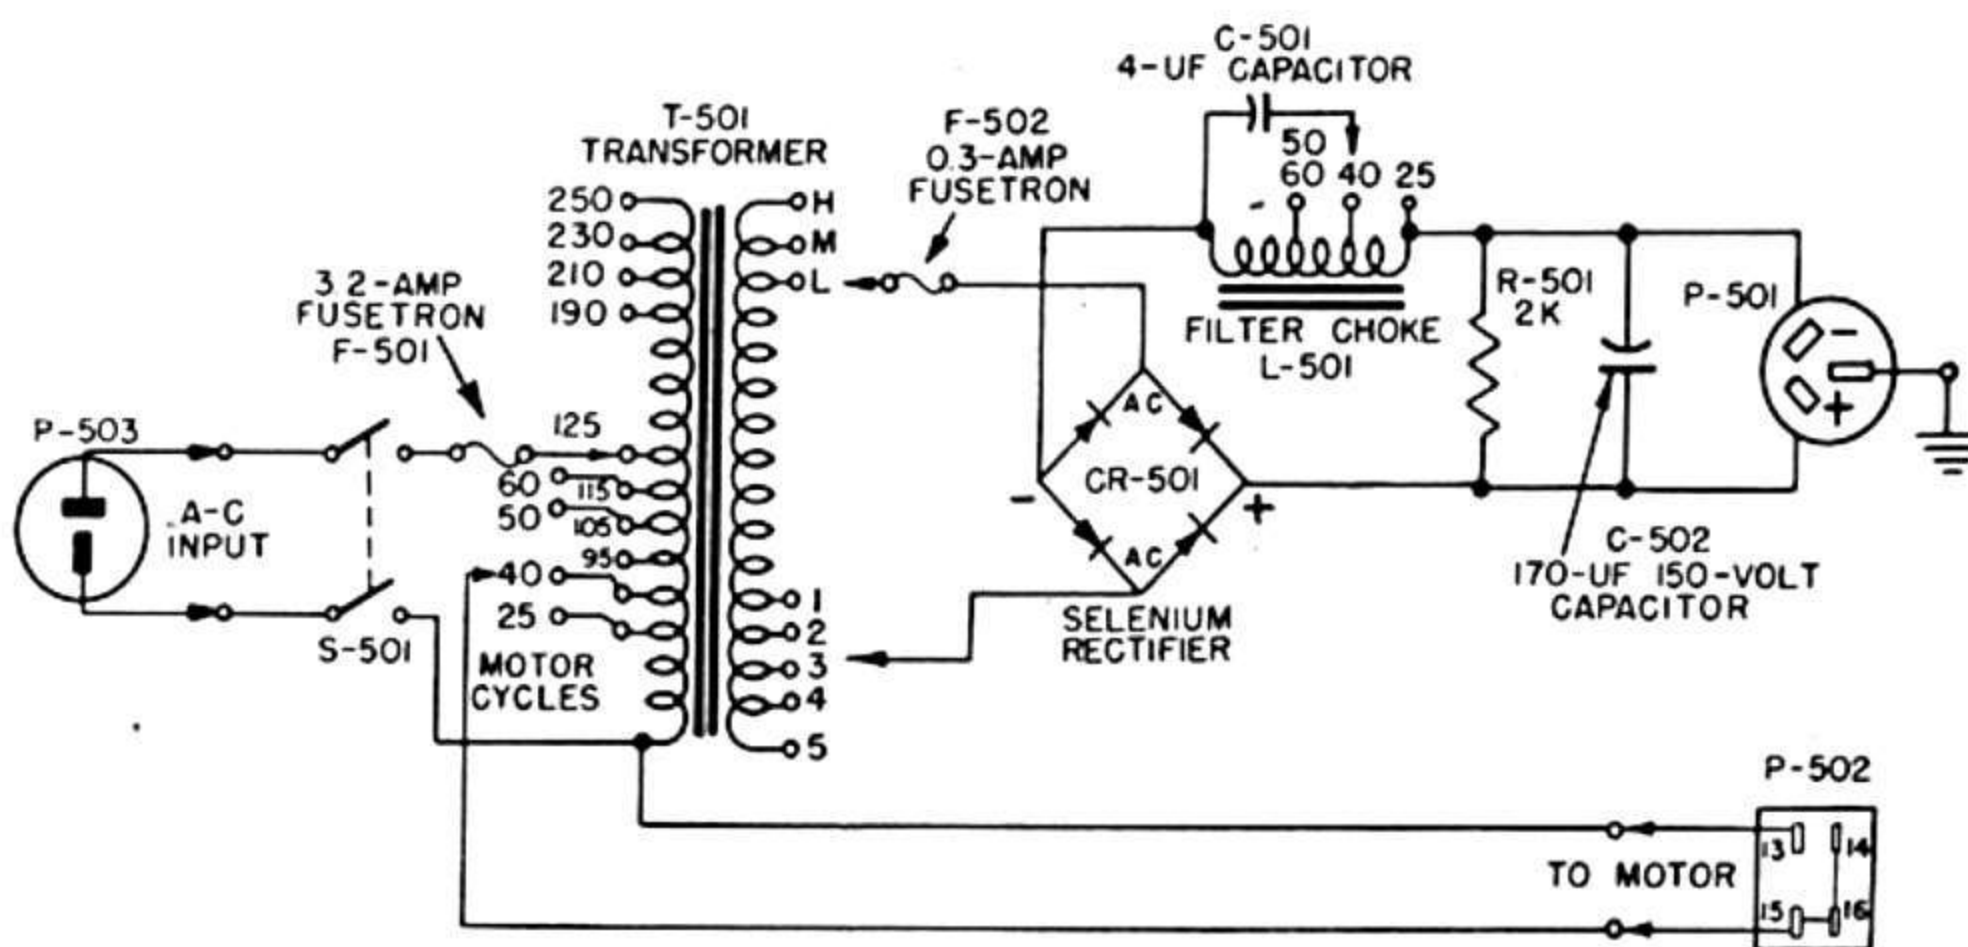 C-501
4-UF CAPACITOR
T-501
TRANSFORMER
F-502
0.3-AMP
FUSETRON
50
60 40 25
-
250
230
210
190
H
M
L
3.2-AMP
FUSETRON
F-501
R-501
2K
P-501
-
+
FILTER CHOKE
L-501
P-503
A-C
INPUT
125
60
115
50
105
95
40
25
MOTOR
CYCLES
S-501
1
2
3
4
5
AC
CR-501
-
+
AC
SELENIUM
RECTIFIER
C-502
170-UF 150-VOLT
CAPACITOR
P-502
TO MOTOR
13
14
15
16